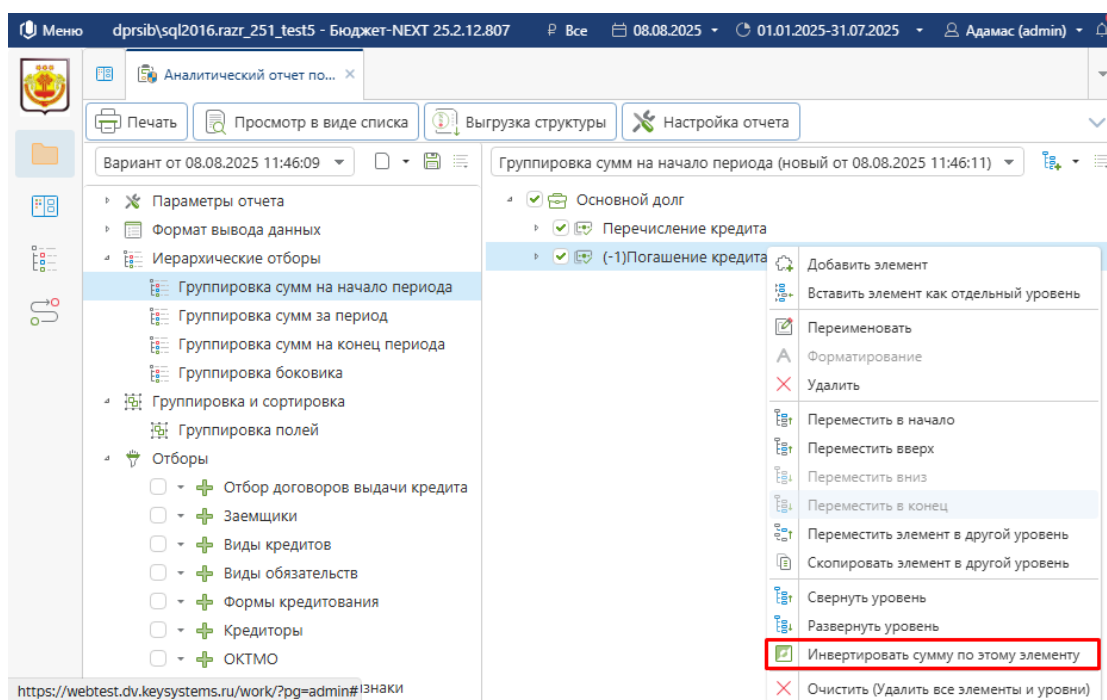 Меню dprsib\sql2016.razr_251_test5 - Бюджет-NEXT 25.2.12.807 ₽ Все 08.08.2025 01.01.2025-31.07.2025 Адамас (admin)
Аналитический отчет по... ×
Печать Просмотр в виде списка Выгрузка структуры Настройка отчета
Вариант от 08.08.2025 11:46:09
Группировка сумм на начало периода (новый от 08.08.2025 11:46:11)
Параметры отчета
Формат вывода данных
Иерархические отборы
Группировка сумм на начало периода
Группировка сумм за период
Группировка сумм на конец периода
Группировка боковика
Группировка и сортировка
Группировка полей
Отборы
Отбор договоров выдачи кредита
Заемщики
Виды кредитов
Виды обязательств
Формы кредитования
Кредиторы
ОКТМО
https://webtest.dv.keysystems.ru/work/?pg=admin#
Основной долг
Перечисление кредита
(-1)Погашение кредита
Добавить элемент
Вставить элемент как отдельный уровень
Переименовать
Форматирование
Удалить
Переместить в начало
Переместить вверх
Переместить вниз
Переместить в конец
Переместить элемент в другой уровень
Скопировать элемент в другой уровень
Свернуть уровень
Развернуть уровень
Инвертировать сумму по этому элементу
Очистить (Удалить все элементы и уровни)